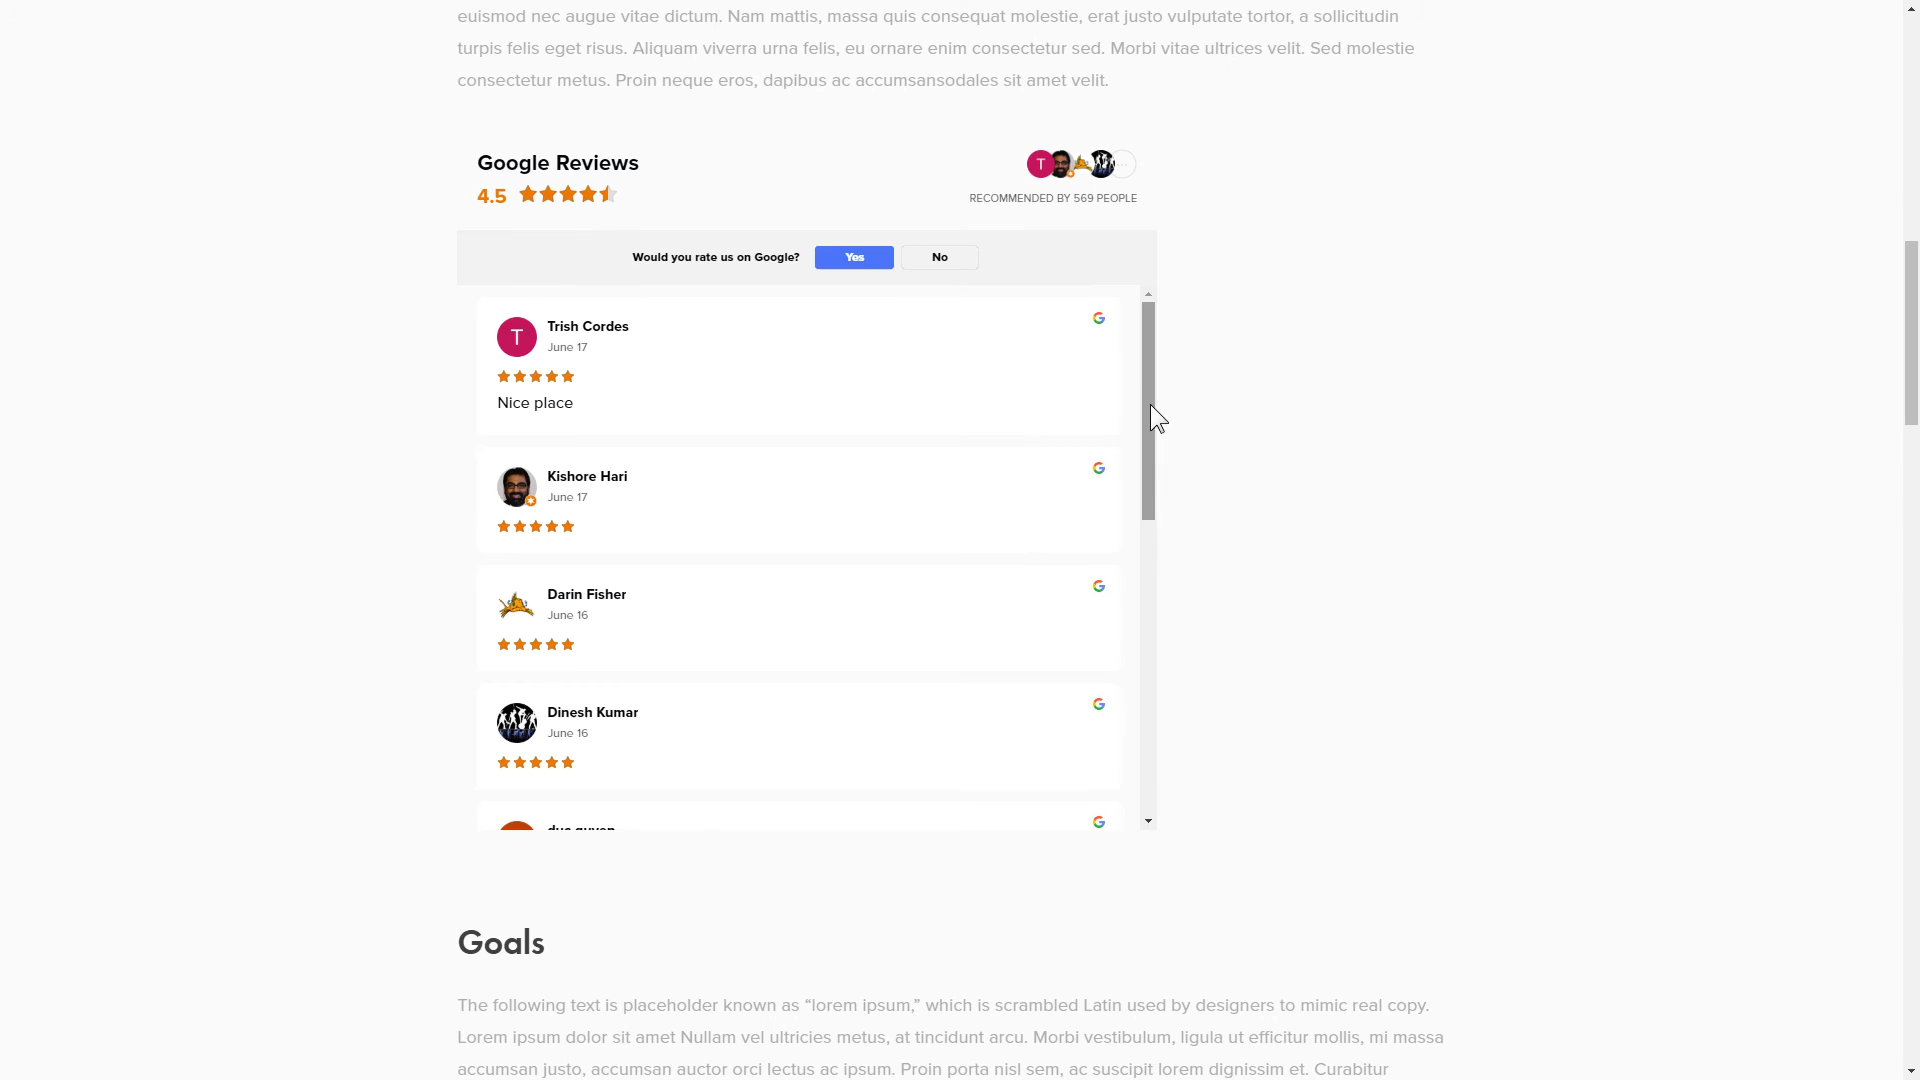 euismod nec augue vitae dictum. Nam mattis, massa quis consequat molestie, erat justo vulputate tortor, a sollicitudin
turpis felis eget risus. Aliquam viverra urna felis, eu ornare enim consectetur sed. Morbi vitae ultrices velit. Sed molestie
consectetur metus. Proin neque eros, dapibus ac accumsansodales sit amet velit.
Google Reviews
T
4.5
RECOMMENDED BY 569 PEOPLE
Would you rate us on Google? Yes No
T
Trish Cordes
June 17
Nice place
Kishore Hari
June 17
Darin Fisher
June 16
Dinesh Kumar
June 16
Goals
The following text is placeholder known as “lorem ipsum,” which is scrambled Latin used by designers to mimic real copy.
Lorem ipsum dolor sit amet Nullam vel ultricies metus, at tincidunt arcu. Morbi vestibulum, ligula ut efficitur mollis, mi massa
accumsan justo, accumsan auctor orci lectus ac ipsum. Proin porta nisl sem, ac suscipit lorem dignissim et. Curabitur